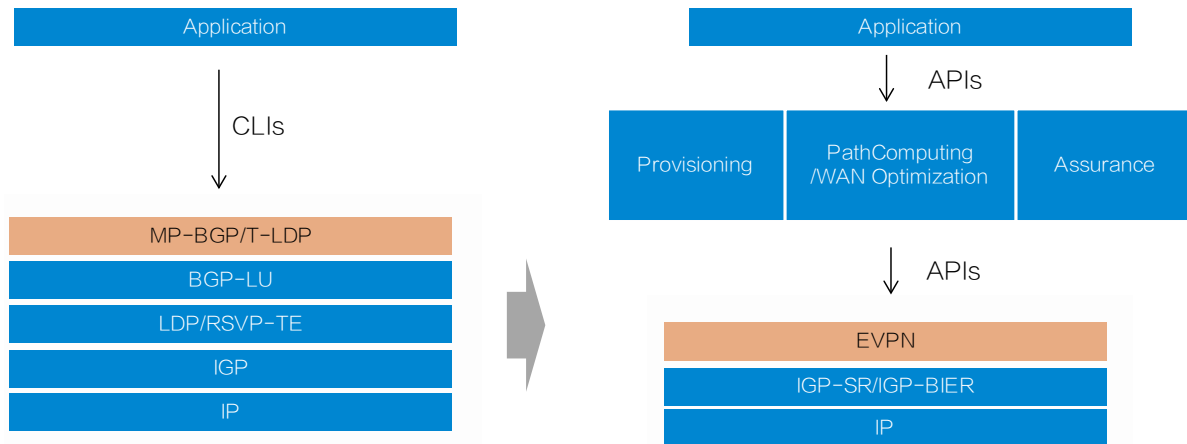 Application
CLIs
MP-BGP/T-LDP
BGP-LU
LDP/RSVP-TE
IGP
IP
Application
APIs
Provisioning
PathComputing
/WAN Optimization
Assurance
APIs
EVPN
IGP-SR/IGP-BIER
IP